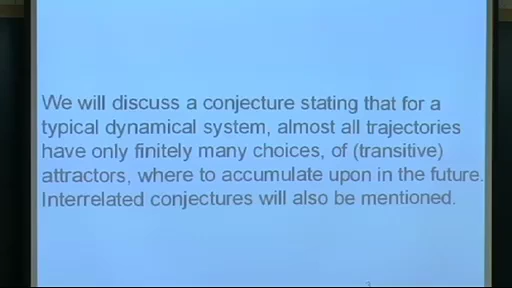 We will discuss a conjecture stating that for a
typical dynamical system, almost all trajectories
have only finitely many choices, of (transitive)
attractors, where to accumulate upon in the future.
Interrelated conjectures will also be mentioned.
3